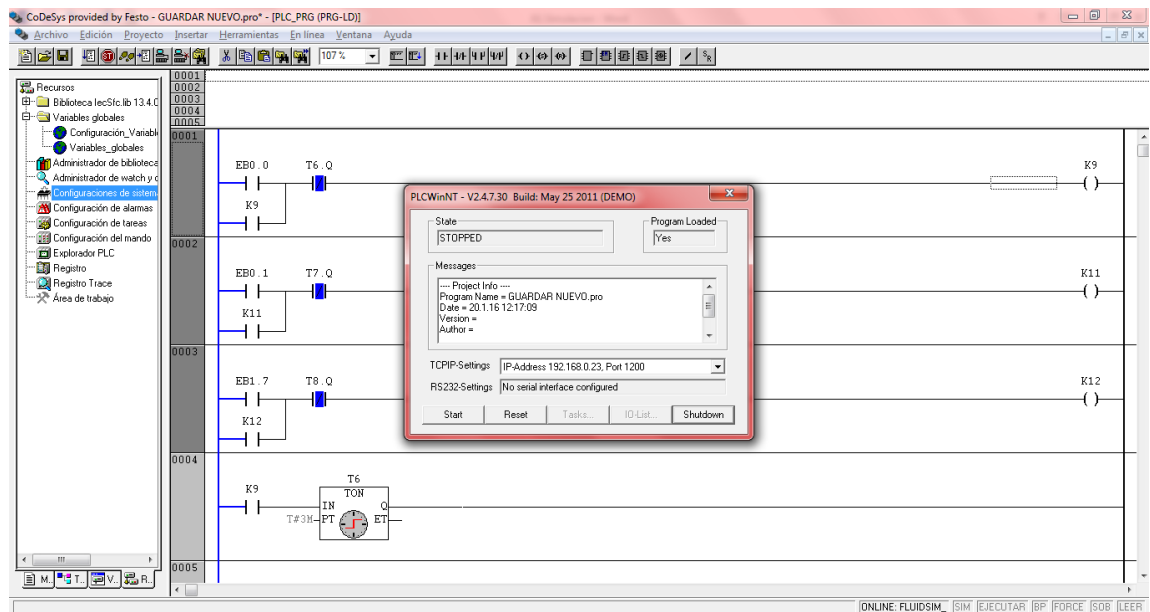 CoDeSys provided by Festo - GUARDAR NUEVO.pro* - [PLC_PRG (PRG-LD)]
Archivo Edición Proyecto Insertar Herramientas En línea Ventana Ayuda
107 %
Recursos
Biblioteca IecSfc.lib 13.4.0
Variables globales
Configuración_Variabl
Variables_globales
Administrador de biblioteca
Administrador de watch y
Configuraciones de sistem
Configuración de alarmas
Configuración de tareas
Configuración del mando
Explorador PLC
Registro
Registro Trace
Área de trabajo
M.. T.. V.. R..
0001
0002
0003
0004
0005
0001
EB0.0 T6.Q K9
K9
0002
EB0.1 T7.Q K11
K11
0003
EB1.7 T8.Q K12
K12
0004
K9
T6
TON
IN Q
T#3M PT ET
0005
PLCWinNT - V2.4.7.30 Build: May 25 2011 (DEMO)
State
STOPPED
Program Loaded
Yes
Messages
---- Project Info ----
Program Name = GUARDAR NUEVO.pro
Date = 20.1.16 12:17:09
Version =
Author =
TCPIP-Settings IP-Address 192.168.0.23, Port 1200
RS232-Settings No serial interface configured
Start Reset Tasks... IO-List... Shutdown
ONLINE: FLUIDSIM_ SIM EJECUTAR BP FORCE SOB LEER